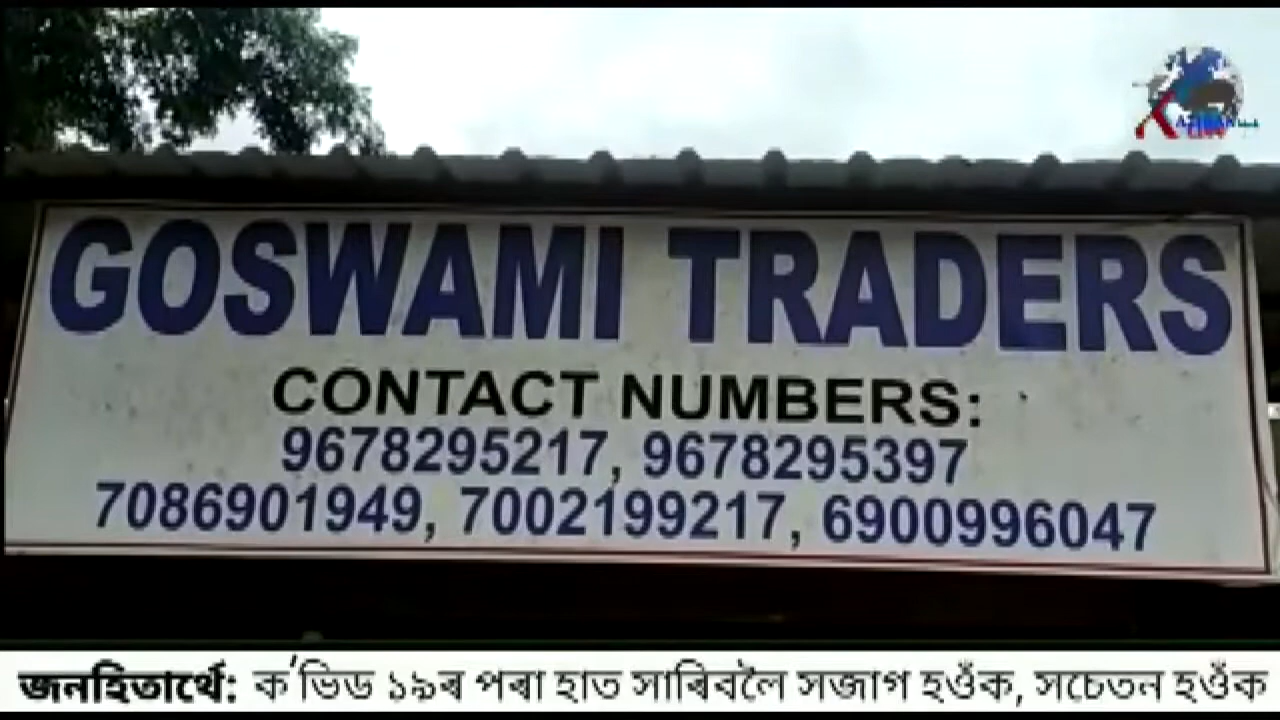 GOSWAMI TRADERS
CONTACT NUMBERS:
9678295217, 9678295397
7086901949, 7002199217, 6900996047
জনহিতাৰ্থে: ক'ভিড ১৯ৰ পৰা হাত সাৰিবলৈ সজাগ হওঁক, সচেতন হওঁক